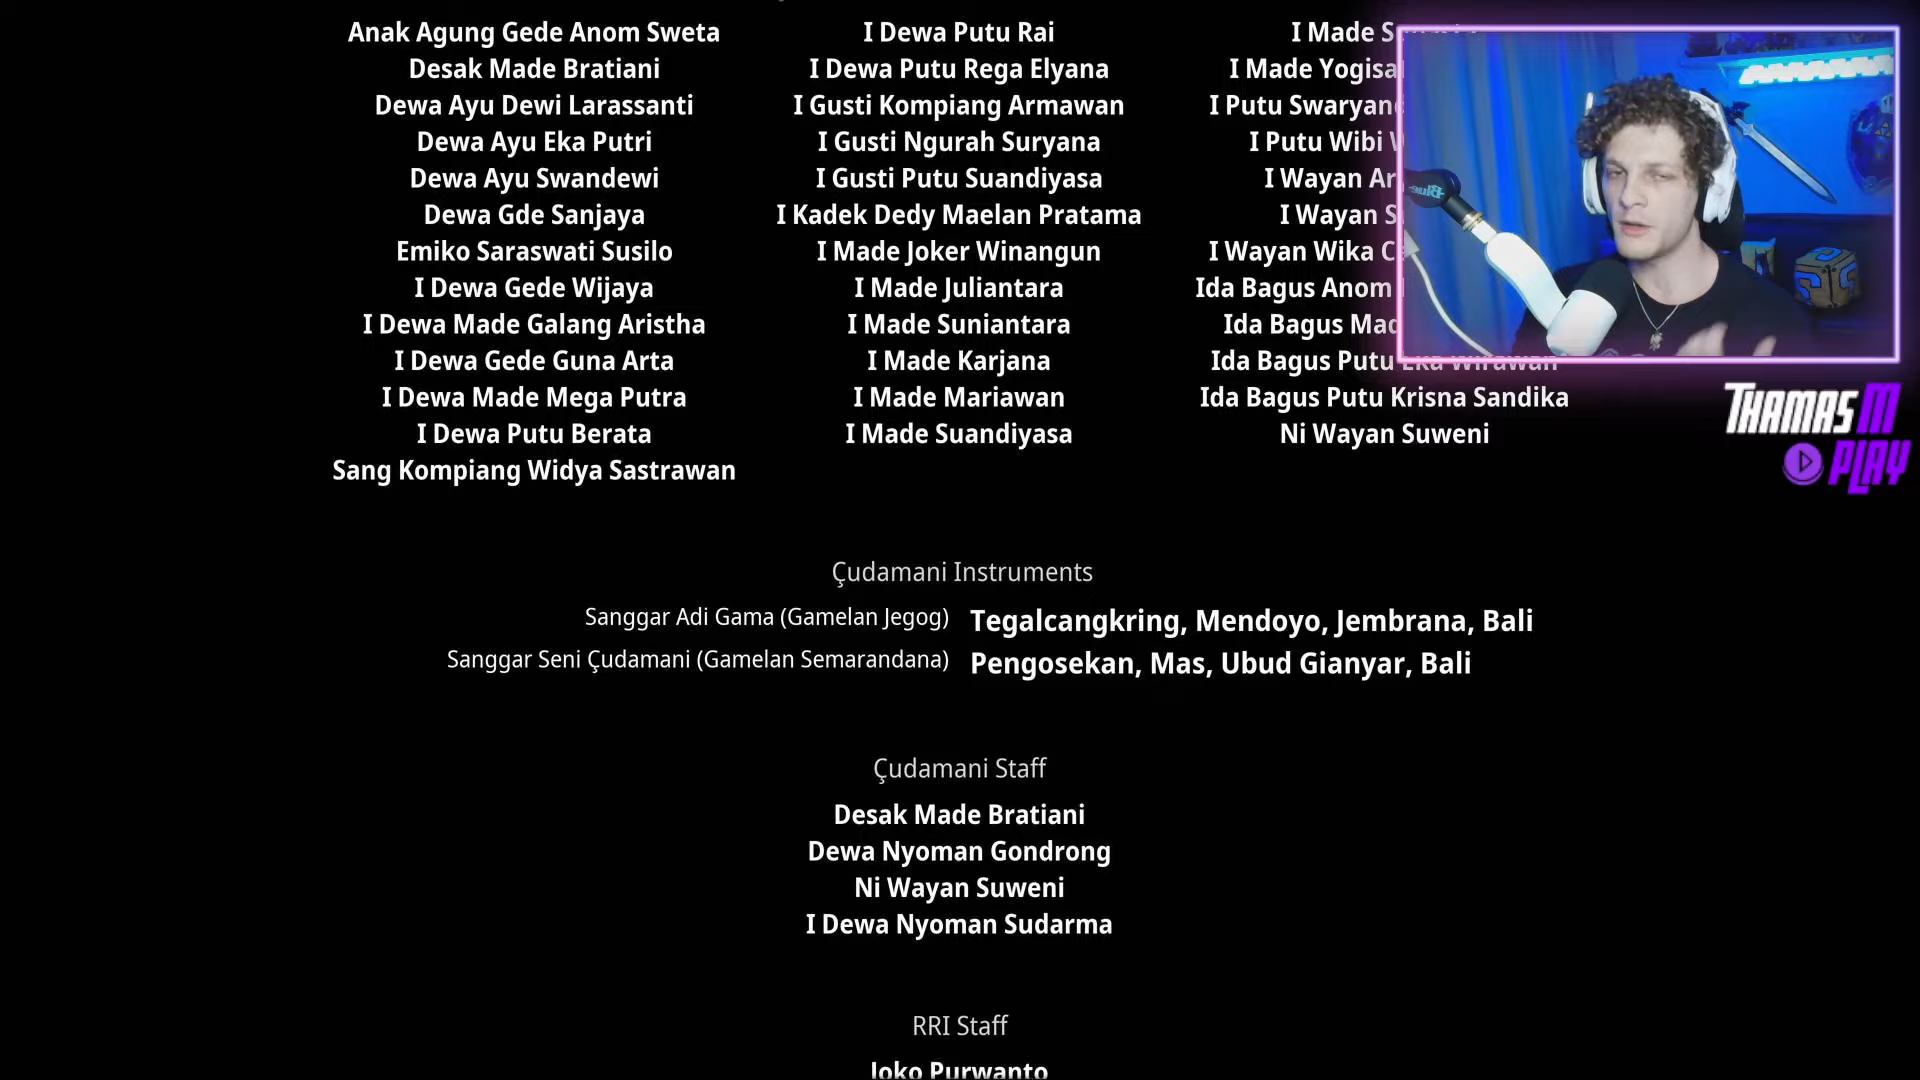 Anak Agung Gede Anom Sweta
Desak Made Bratiani
Dewa Ayu Dewi Larassanti
Dewa Ayu Eka Putri
Dewa Ayu Swandewi
Dewa Gde Sanjaya
Emiko Saraswati Susilo
I Dewa Gede Wijaya
I Dewa Made Galang Aristha
I Dewa Gede Guna Arta
I Dewa Made Mega Putra
I Dewa Putu Berata
Sang Kompiang Widya Sastrawan
I Dewa Putu Rai
I Dewa Putu Rega Elyana
I Gusti Kompiang Armawan
I Gusti Ngurah Suryana
I Gusti Putu Suandiyasa
I Kadek Dedy Maelan Pratama
I Made Joker Winangun
I Made Juliantara
I Made Suniantara
I Made Karjana
I Made Mariawan
I Made Suandiyasa
I Made
I Made
I Putu
I Putu Wibi
I Wayan
I Wayan
I Wayan Wika
Ida Bagus Anom
Ida Bagus
Ida Bagus Putu Eka Wirawan
Ida Bagus Putu Krisna Sandika
Ni Wayan Suweni
THAMAS M
PLAY
Çudamani Instruments
Sanggar Adi Gama (Gamelan Jegog) Tegalcangkring, Mendoyo, Jembrana, Bali
Sanggar Seni Çudamani (Gamelan Semarandana) Pengosekan, Mas, Ubud Gianyar, Bali
Çudamani Staff
Desak Made Bratiani
Dewa Nyoman Gondrong
Ni Wayan Suweni
I Dewa Nyoman Sudarma
RRI Staff
Joko Purwanto